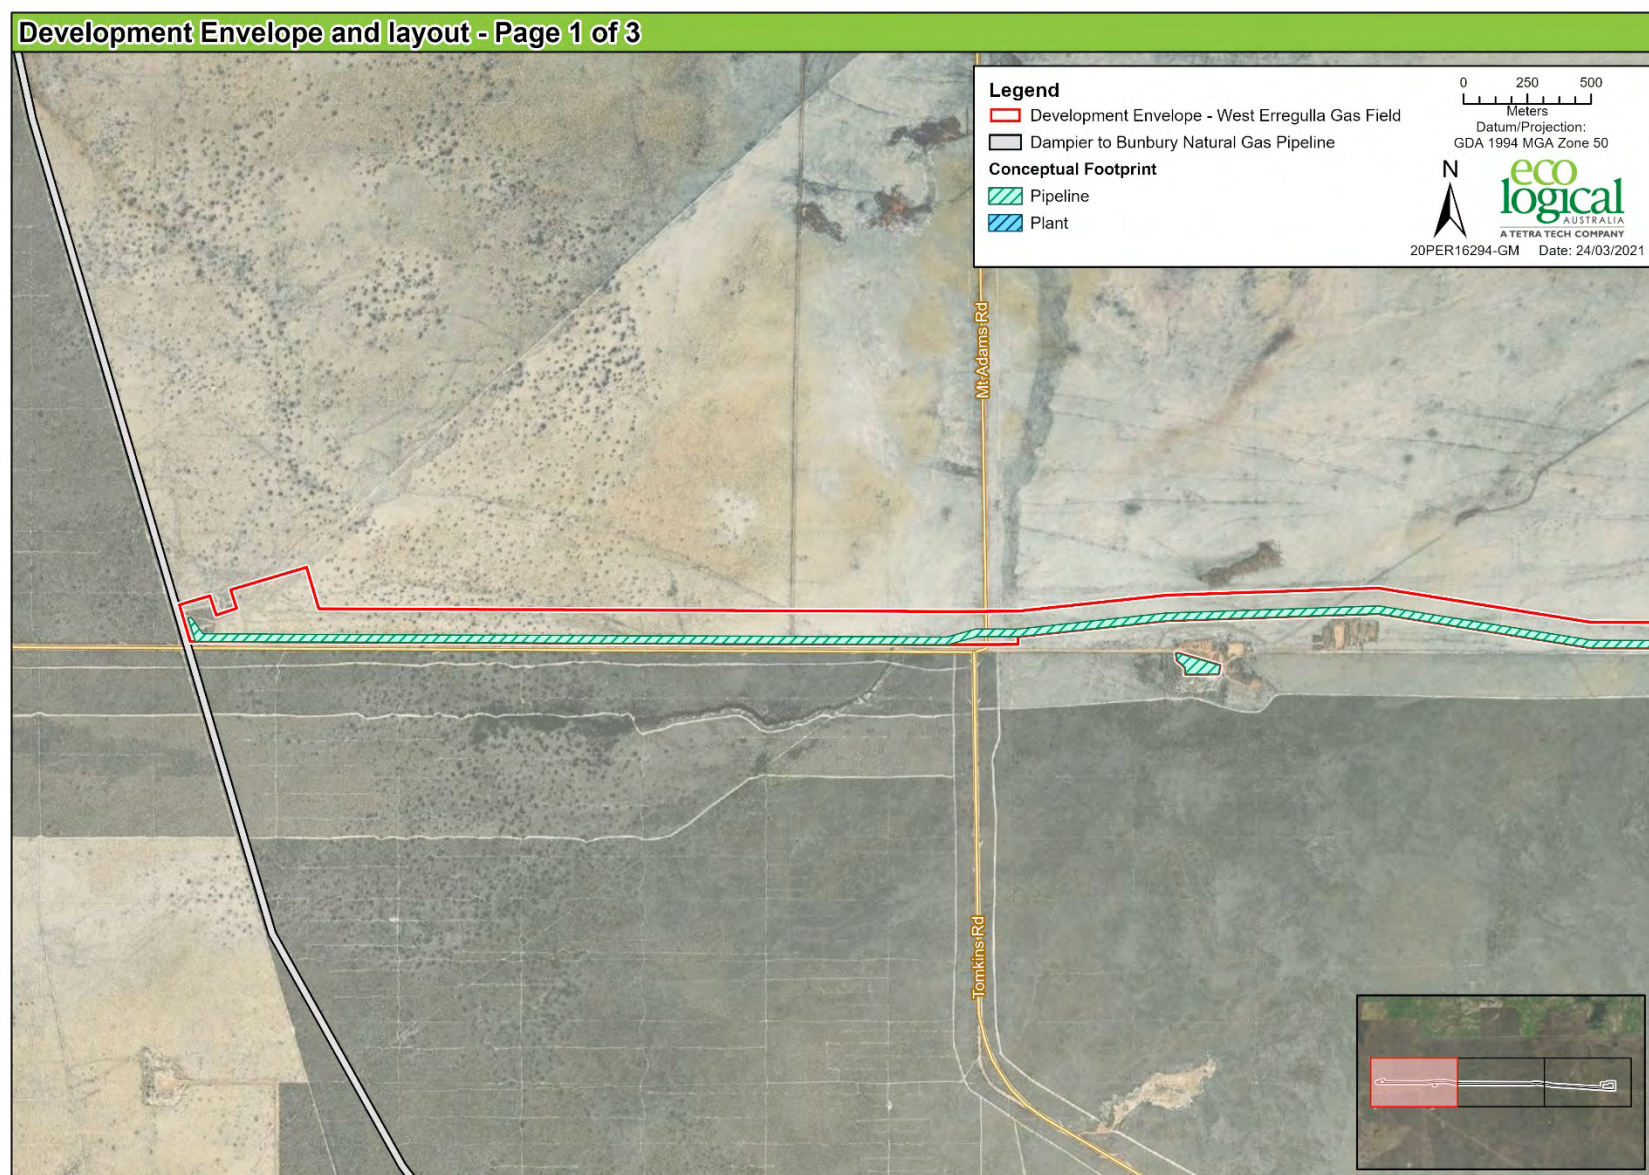 Development Envelope and layout - Page 1 of 3
Legend
Development Envelope - West Erregulla Gas Field
Dampier to Bunbury Natural Gas Pipeline
Conceptual Footprint
Pipeline
Plant
0 250 500
Meters
Datum/Projection:
GDA 1994 MGA Zone 50
N
eco
logical
AUSTRALIA
A TETRA TECH COMPANY
20PER16294-GM Date: 24/03/2021
Mt Adams Rd
Tomkins Rd